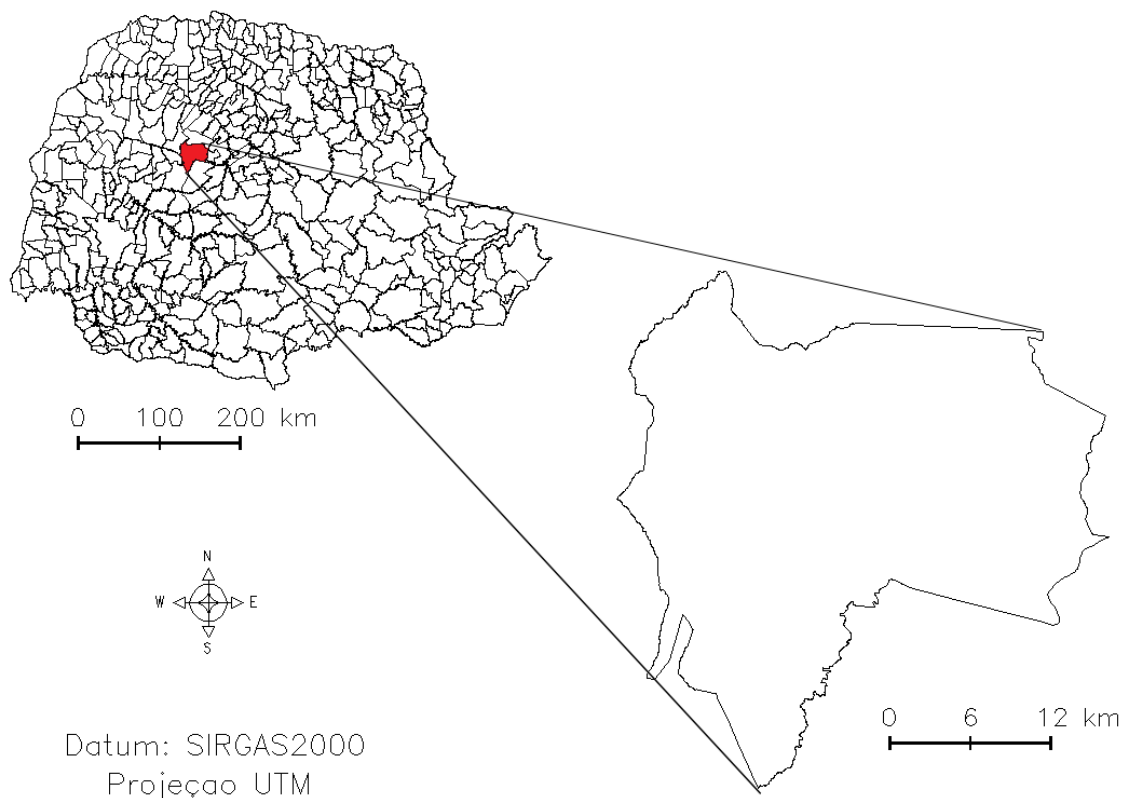 0 100 200 km
N
W E
S
0 6 12 km
Datum: SIRGAS2000
Projeçao UTM